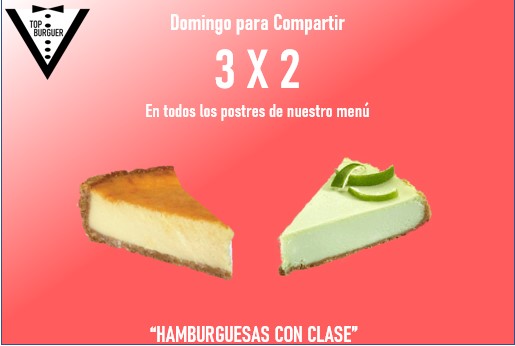 TOP
BURGUER
Domingo para Compartir
3 X 2
En todos los postres de nuestro menú
“HAMBURGUESAS CON CLASE”